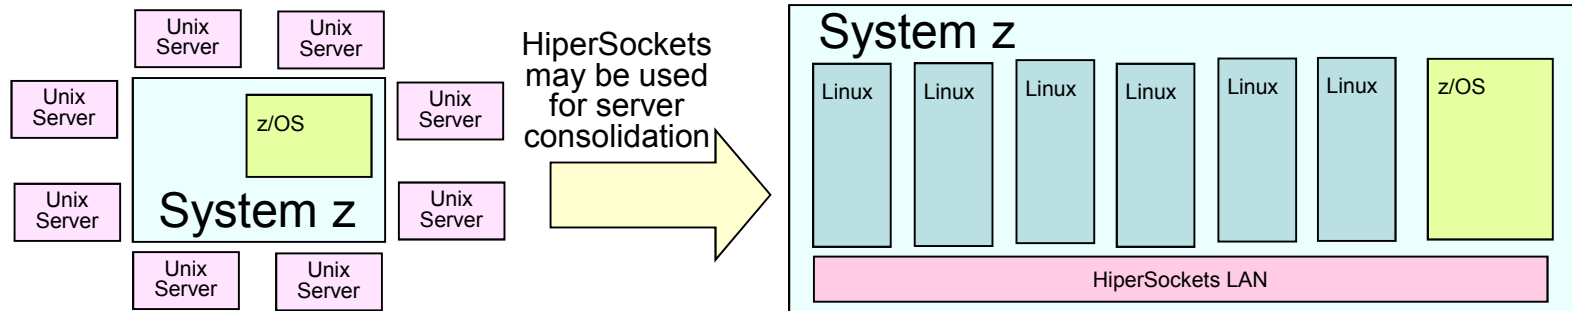 Unix
Server
Unix
Server
Unix
Server
Unix
Server
z/OS
Unix
Server
Unix
Server
System z
Unix
Server
Unix
Server
HiperSockets
may be used
for server
consolidation
System z
Linux
Linux
Linux
Linux
Linux
Linux
z/OS
HiperSockets LAN